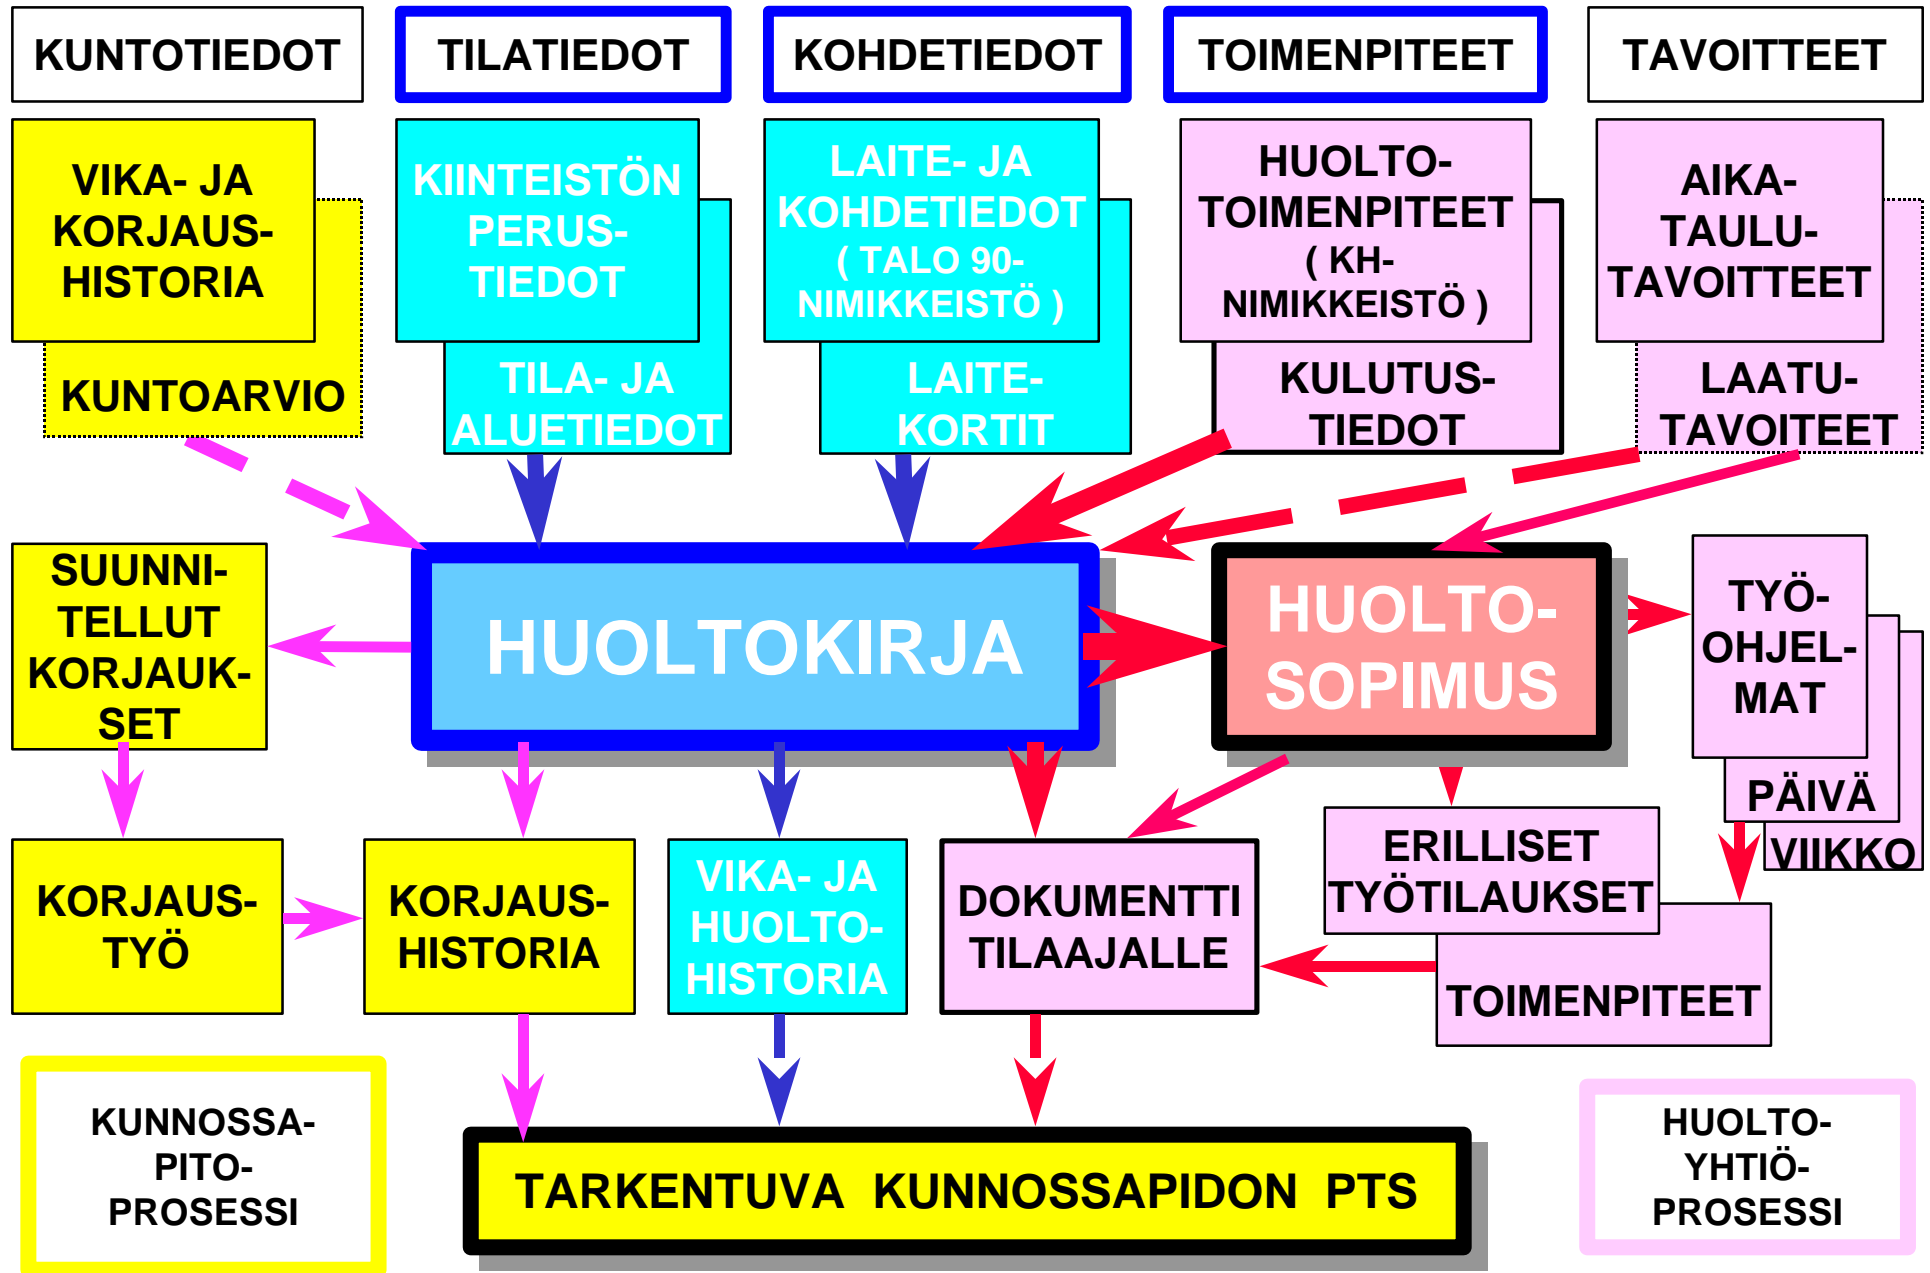 KUNTOTIEDOT
TILATIEDOT
KOHDETIEDOT
TOIMENPITEET
TAVOITTEET
VIKA- JA
KORJAUS-
HISTORIA
KUNTOARVIO
KIINTEISTÖN
PERUS-
TIEDOT
TILA- JA
ALUETIEDOT
LAITE- JA
KOHDETIEDOT
( TALO 90-
NIMIKKEISTÖ )
LAITE-
KORTIT
HUOLTO-
TOIMENPITEET
( KH-
NIMIKKEISTÖ )
KULUTUS-
TIEDOT
AIKA-
TAULU-
TAVOITTEET
LAATU-
TAVOITEET
SUUNNI-
TELLUT
KORJAUK-
SET
HUOLTOKIRJA
HUOLTO-
SOPIMUS
TYÖ-
OHJEL-
MAT
PÄIVÄ
VIIKKO
KORJAUS-
TYÖ
KORJAUS-
HISTORIA
VIKA- JA
HUOLTO-
HISTORIA
DOKUMENTTI
TILAAJALLE
ERILLISET
TYÖTILAUKSET
TOIMENPITEET
KUNNOSSA-
PITO-
PROSESSI
TARKENTUVA KUNNOSSAPIDON PTS
HUOLTO-
YHTIÖ-
PROSESSI